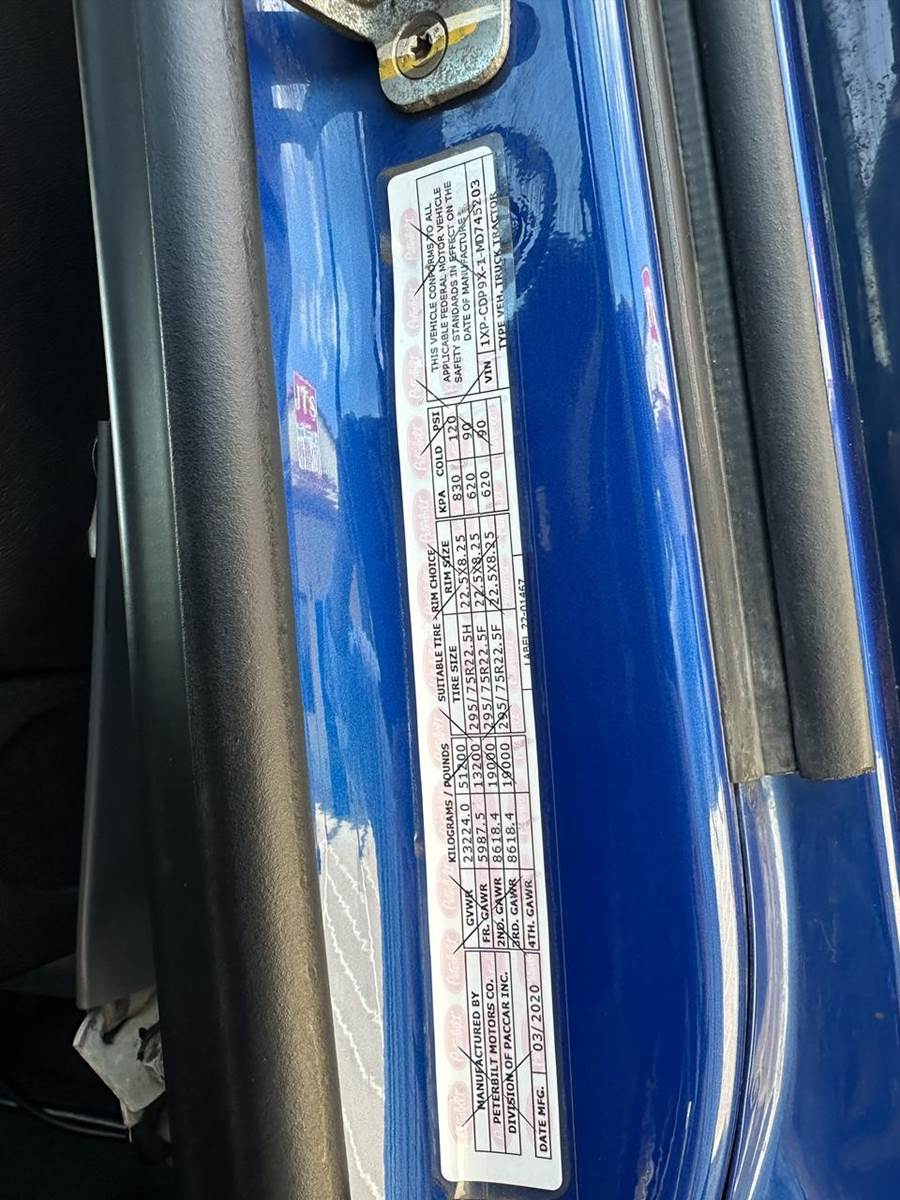 MANUFACTURED BY
PETERBILT MOTORS CO.
DIVISION OF PACCAR INC.
DATE MFG. 03/2020
KILOGRAMS / POUNDS
GVWR 23224.0 51200
FR. GAWR 5987.5 13200
2ND. GAWR 8618.4 19000
3RD. GAWR 8618.4 19000
4TH. GAWR
SUITABLE TIRE - RIM CHOICE
TIRE SIZE RIM SIZE KPA COLD PSI
295/75R22.5H 22.5X8.25 830 120
295/75R22.5F 22.5X8.25 620 90
295/75R22.5F 22.5X8.25 620 90
LABEL 22-01467
THIS VEHICLE CONFORMS TO ALL
APPLICABLE FEDERAL MOTOR VEHICLE
SAFETY STANDARDS IN EFFECT ON THE
DATE OF MANUFACTURE
VIN 1XP-CDP9X-1-MD745203
TYPE VEH. TRUCK TRACTOR